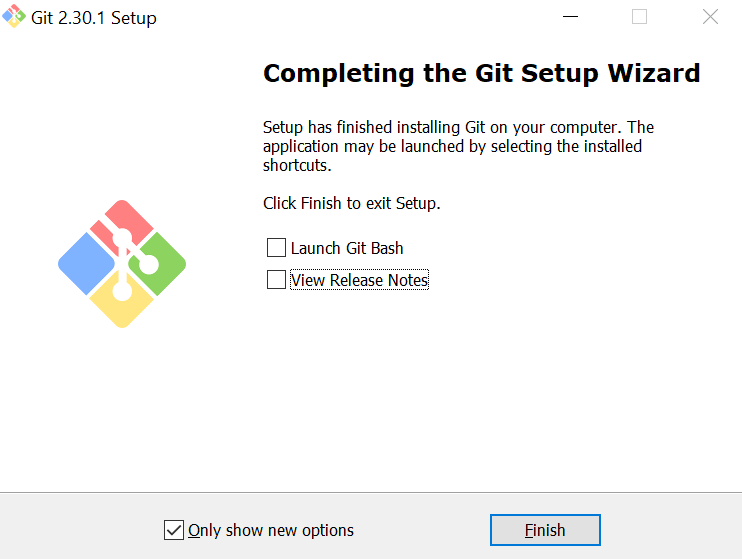 Git 2.30.1 Setup
Completing the Git Setup Wizard
Setup has finished installing Git on your computer. The
application may be launched by selecting the installed
shortcuts.
Click Finish to exit Setup.
Launch Git Bash
View Release Notes
Only show new options
Finish